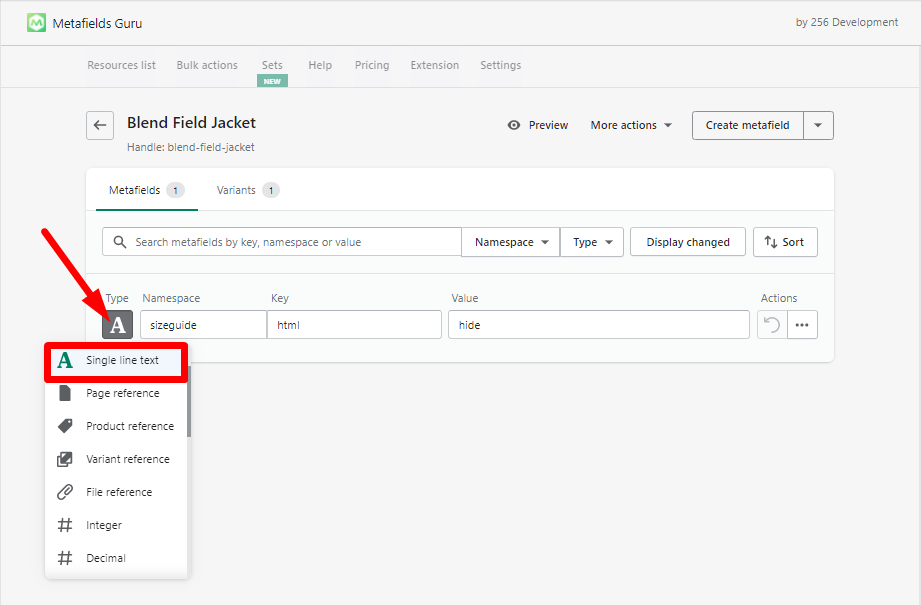 Metafields Guru
by 256 Development
Resources list Bulk actions Sets Help Pricing Extension Settings
NEW
Blend Field Jacket
Handle: blend-field-jacket
Preview More actions Create metafield
Metafields 1 Variants 1
Search metafields by key, namespace or value Namespace Type Display changed Sort
Type Namespace Key Value Actions
A sizeguide html hide
A Single line text
Page reference
Product reference
Variant reference
File reference
# Integer
# Decimal